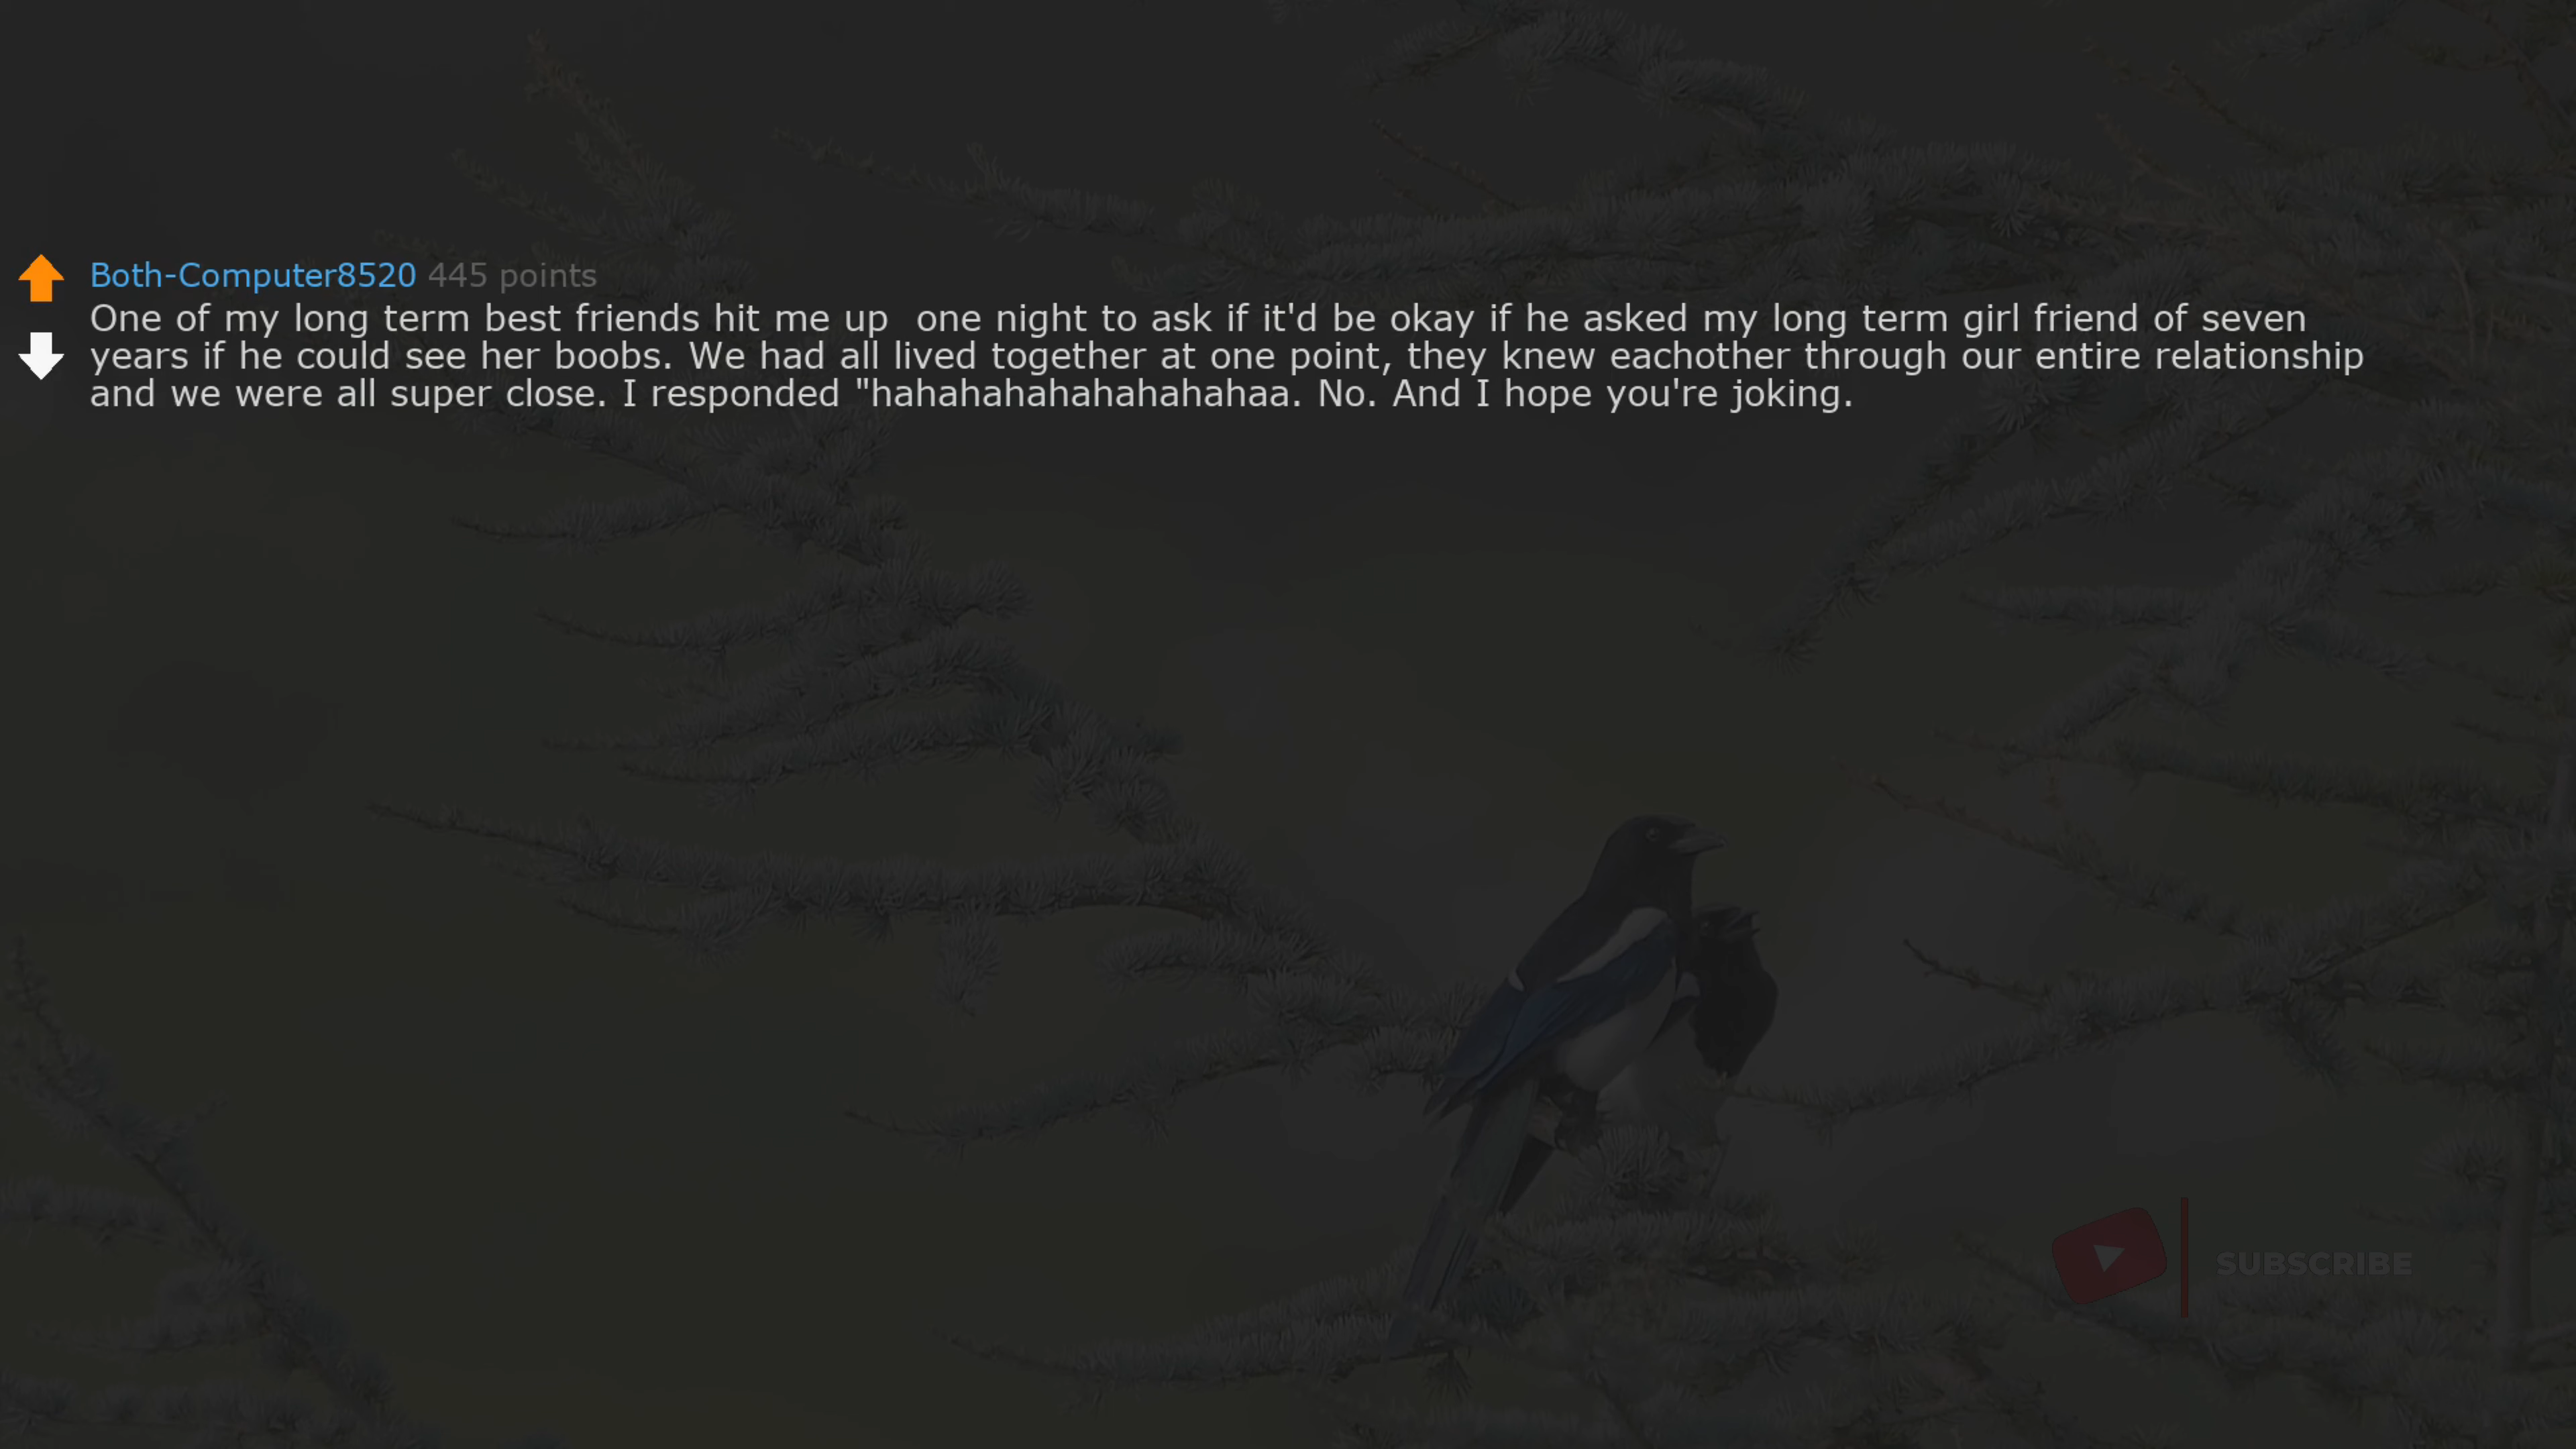 Both-Computer8520 445 points
One of my long term best friends hit me up  one night to ask if it'd be okay if he asked my long term girl friend of seven
years if he could see her boobs. We had all lived together at one point, they knew eachother through our entire relationship
and we were all super close. I responded "hahahahahahahahahaa. No. And I hope you're joking.
SUBSCRIBE